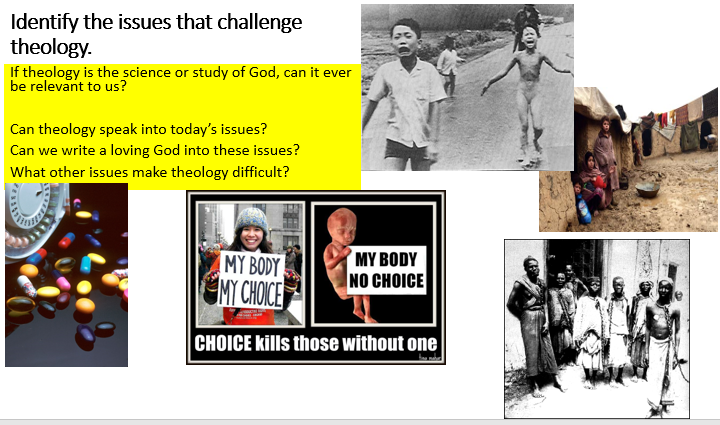 Identify the issues that challenge
theology.
If theology is the science or study of God, can it ever
be relevant to us?
Can theology speak into today’s issues?
Can we write a loving God into these issues?
What other issues make theology difficult?
MY BODY
MY CHOICE
MY BODY
NO CHOICE
CHOICE kills those without one